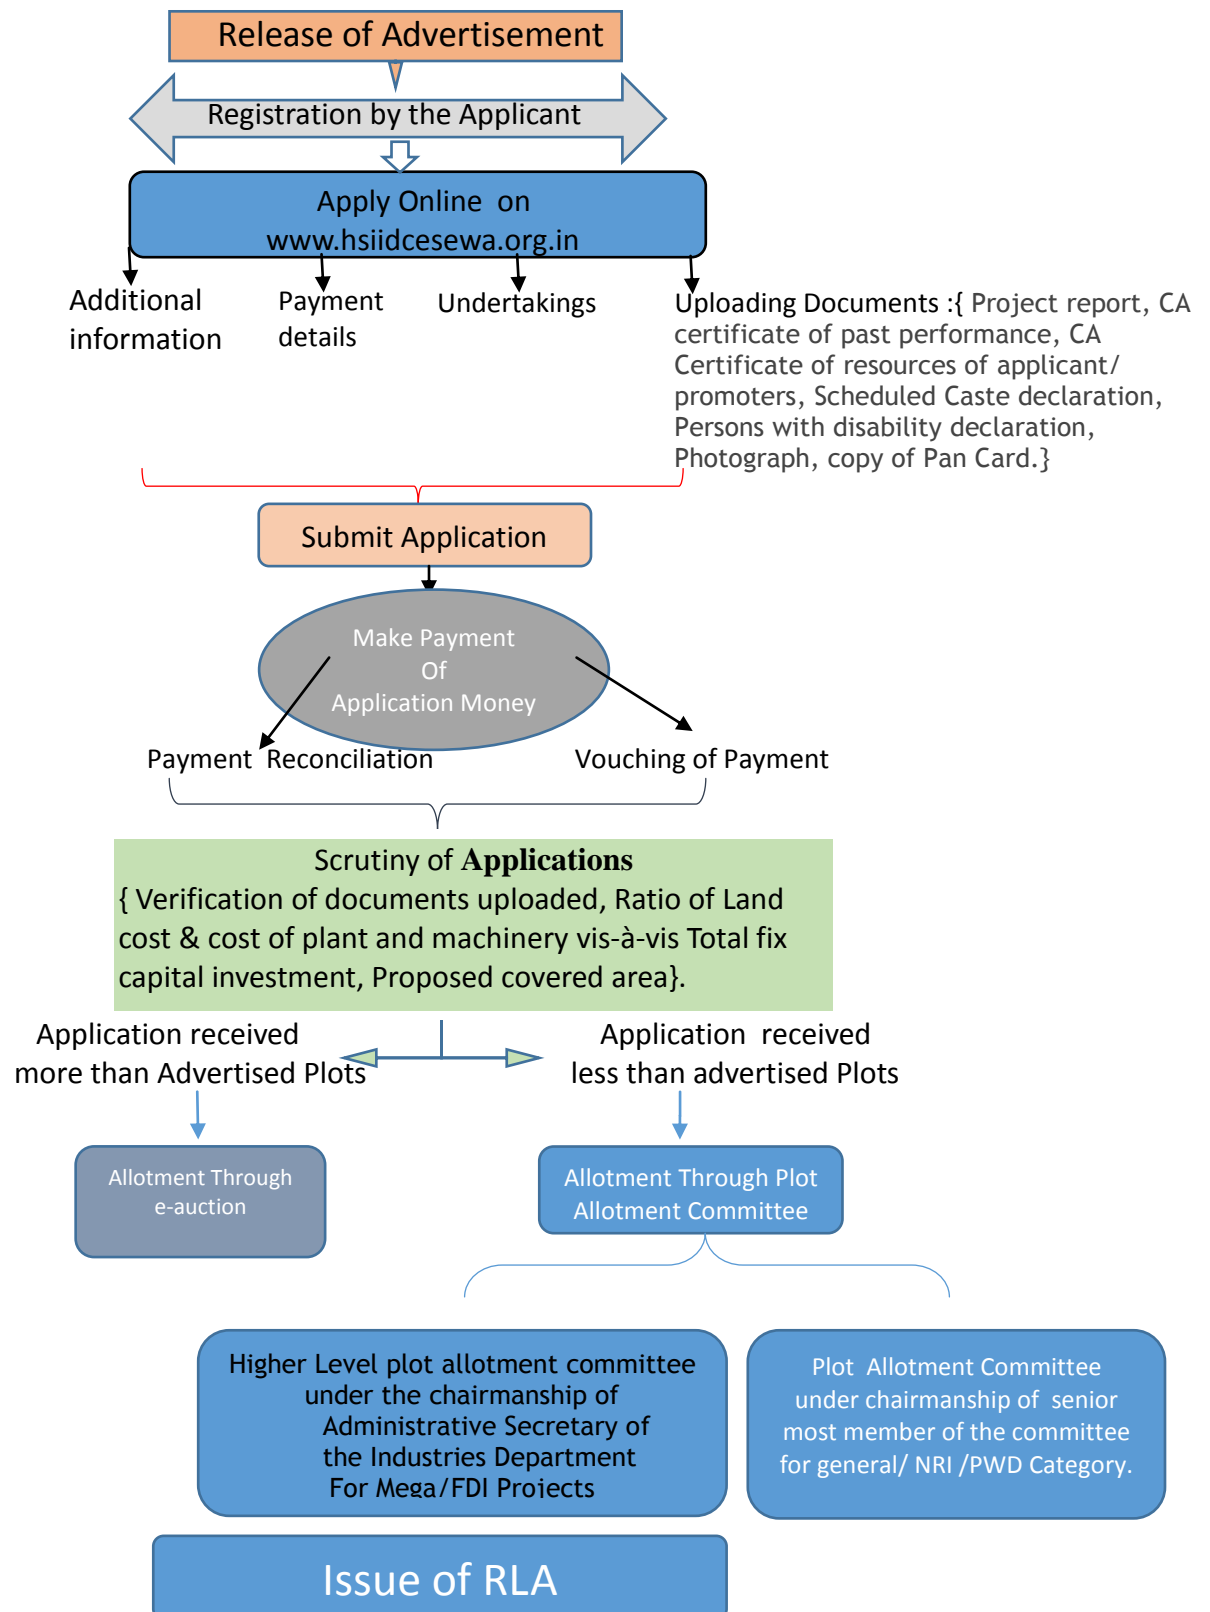 Release of Advertisement
Registration by the Applicant
Apply Online on
www.hsiidcesewa.org.in
Additional
information
Payment
details
Undertakings
Uploading Documents :{ Project report, CA
certificate of past performance, CA
Certificate of resources of applicant/
promoters, Scheduled Caste declaration,
Persons with disability declaration,
Photograph, copy of Pan Card.}
Submit Application
Make Payment
Of
Application Money
Payment Reconciliation
Vouching of Payment
Scrutiny of Applications
{ Verification of documents uploaded, Ratio of Land
cost & cost of plant and machinery vis-à-vis Total fix
capital investment, Proposed covered area}.
Application received
more than Advertised Plots
Application received
less than advertised Plots
Allotment Through
e-auction
Allotment Through Plot
Allotment Committee
Higher Level plot allotment committee
under the chairmanship of
Administrative Secretary of
the Industries Department
For Mega/FDI Projects
Plot Allotment Committee
under chairmanship of senior
most member of the committee
for general/ NRI /PWD Category.
Issue of RLA